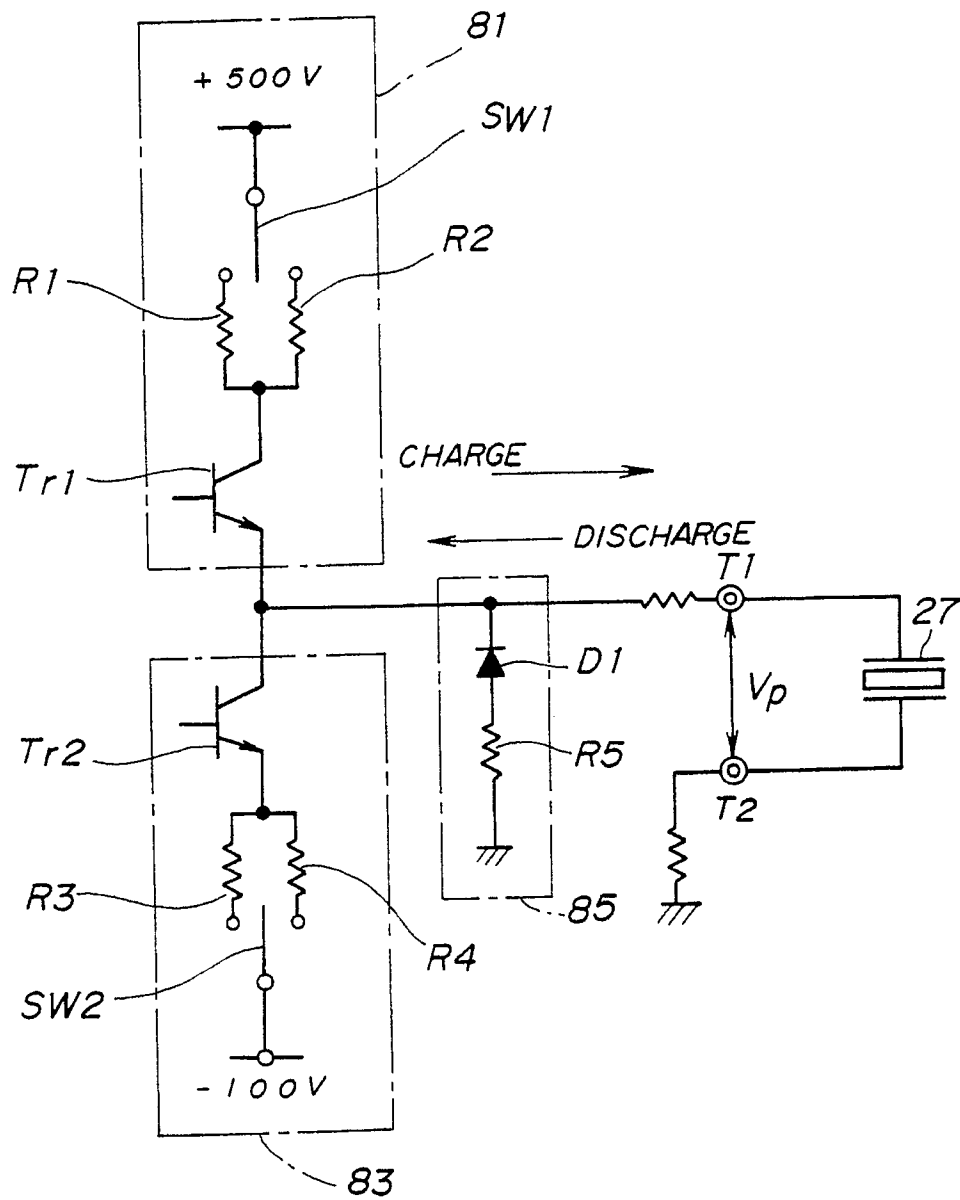 81
+500V
SW1
R2
R1
Tr1
CHARGE
DISCHARGE
T1
27
D1
Vp
Tr2
R5
T2
R3
85
R4
SW2
-100V
83